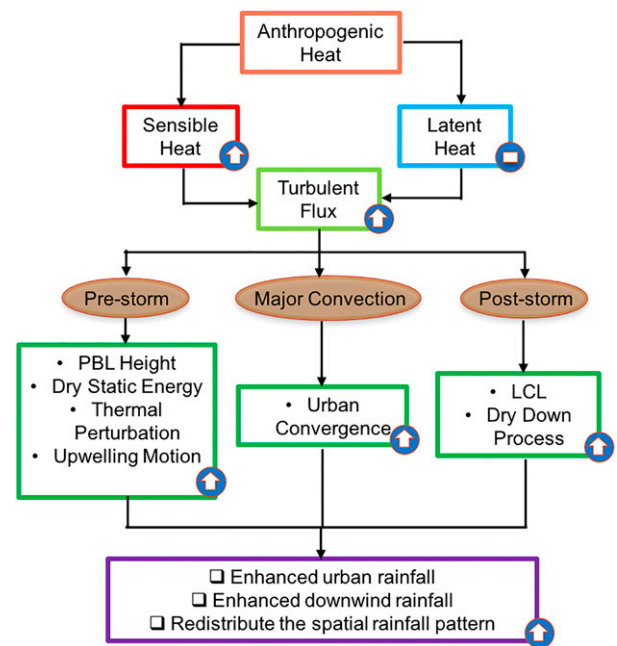 Anthropogenic
Heat
Sensible
Heat
Latent
Heat
Turbulent
Flux
Pre-storm
Major Convection
Post-storm
• PBL Height
• Dry Static Energy
• Thermal
Perturbation
• Upwelling Motion
• Urban
Convergence
• LCL
• Dry Down
Process
❑ Enhanced urban rainfall
❑ Enhanced downwind rainfall
❑ Redistribute the spatial rainfall pattern